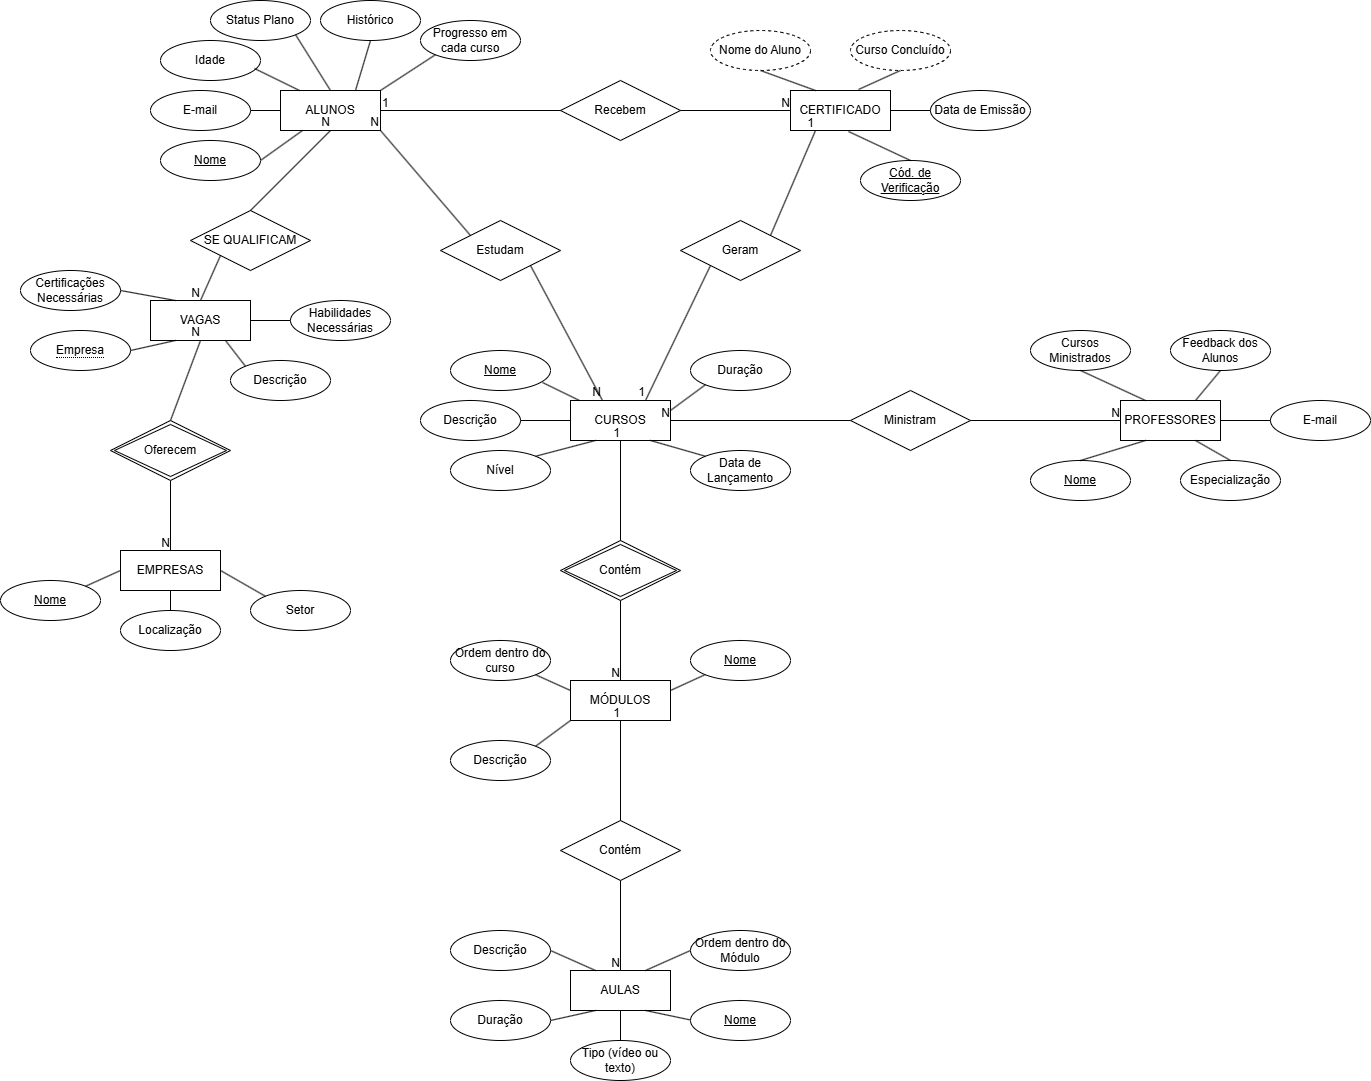 Status Plano
Histórico
Progresso em
cada curso
Idade
Nome do Aluno
Curso Concluído
E-mail
ALUNOS
1
N
N
Recebem
N
CERTIFICADO
1
Data de Emissão
Nome
Cód. de
Verificação
SE QUALIFICAM
Estudam
Geram
Certificações
Necessárias
N
VAGAS
N
Habilidades
Necessárias
Empresa
Descrição
Nome
Duração
Cursos
Ministrados
Feedback dos
Alunos
N
1
Descrição
CURSOS
N
1
Ministram
N
PROFESSORES
E-mail
Oferecem
Nível
Data de
Lançamento
Nome
Especialização
N
EMPRESAS
Contém
Nome
Localização
Setor
Ordem dentro do
curso
N
Nome
MÓDULOS
1
Descrição
Contém
Descrição
N
Ordem dentro do
Módulo
AULAS
Duração
Nome
Tipo (vídeo ou
texto)